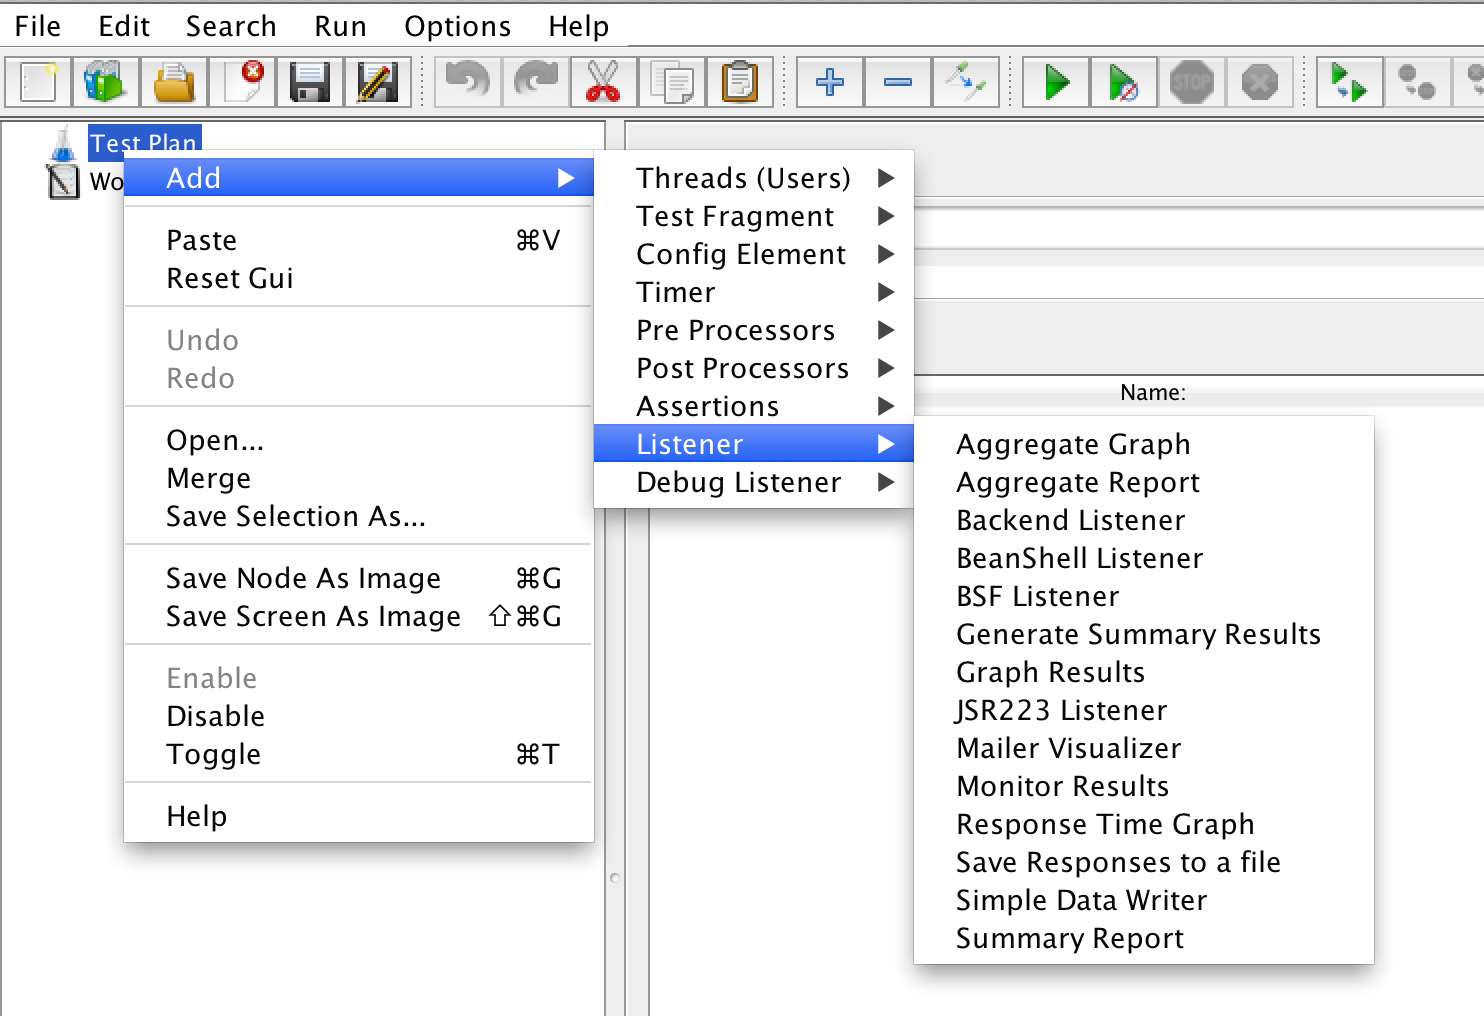 File Edit Search Run Options Help
STOP
Test Plan
Wo
Add
Paste ⌘V
Reset Gui
Undo
Redo
Open...
Merge
Save Selection As...
Save Node As Image ⌘G
Save Screen As Image ⇧⌘G
Enable
Disable
Toggle ⌘T
Help
Threads (Users)
Test Fragment
Config Element
Timer
Pre Processors
Post Processors
Assertions
Listener
Debug Listener
Name:
Aggregate Graph
Aggregate Report
Backend Listener
BeanShell Listener
BSF Listener
Generate Summary Results
Graph Results
JSR223 Listener
Mailer Visualizer
Monitor Results
Response Time Graph
Save Responses to a file
Simple Data Writer
Summary Report